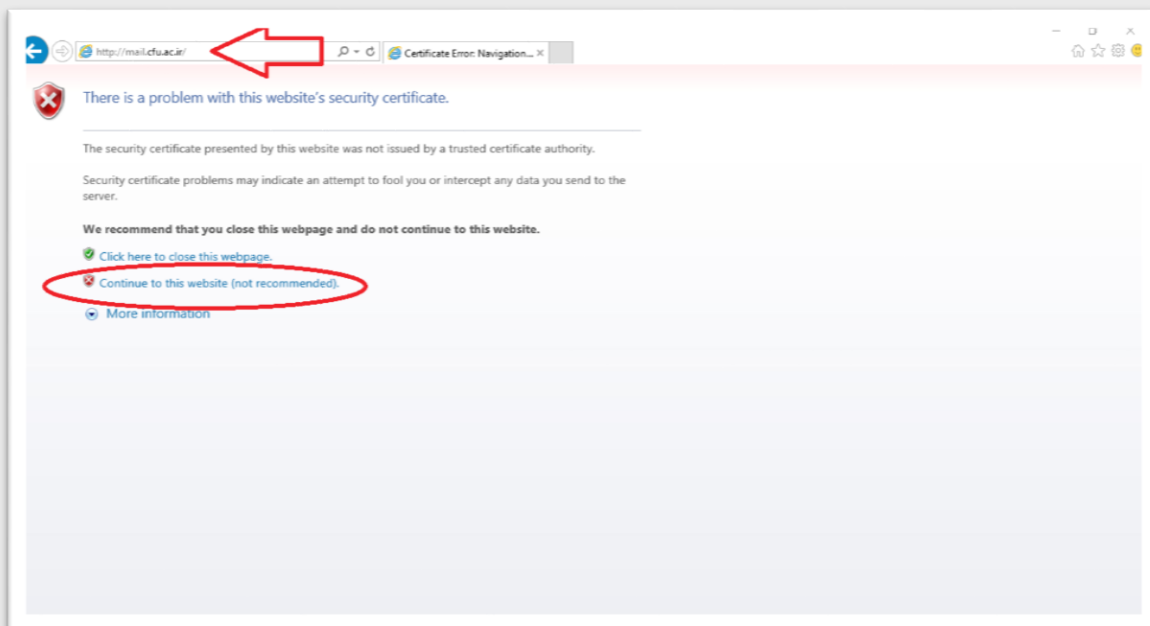 http://mail.cfu.ac.ir/
Certificate Error: Navigation...
There is a problem with this website's security certificate.
The security certificate presented by this website was not issued by a trusted certificate authority.
Security certificate problems may indicate an attempt to fool you or intercept any data you send to the
server.
We recommend that you close this webpage and do not continue to this website.
Click here to close this webpage.
Continue to this website (not recommended).
More information